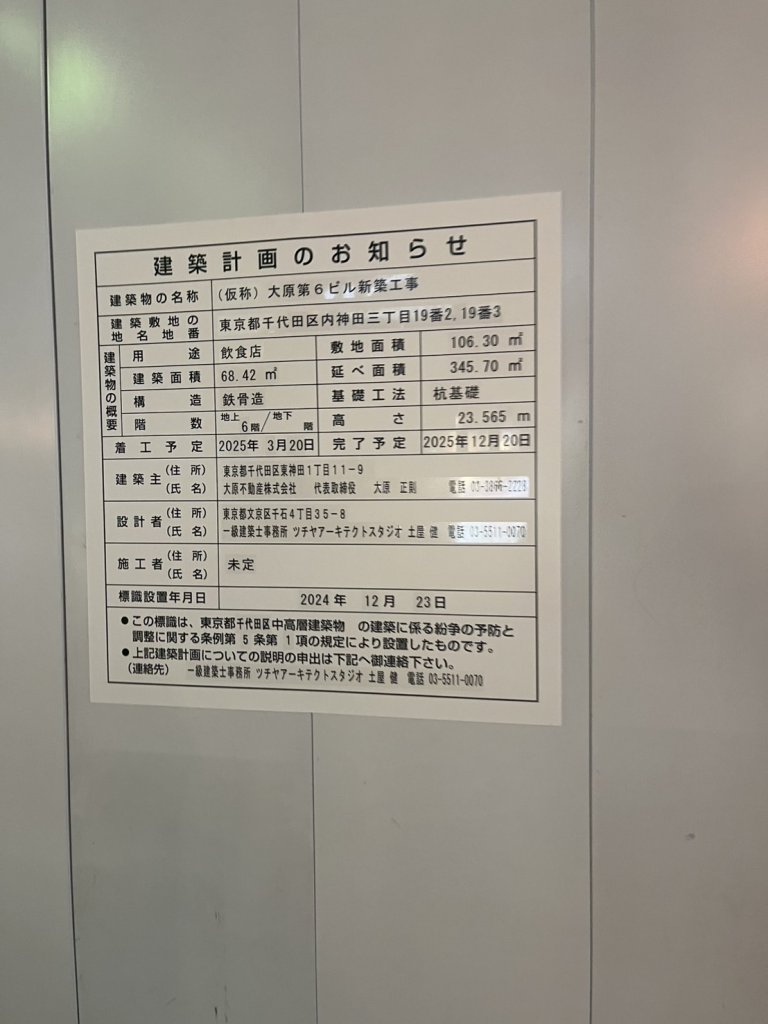 建築計画のお知らせ
建築物の名称 (仮称) 大原第6ビル新築工事
建築敷地の地名地番 東京都千代田区内神田三丁目19番2,19番3
建築物の概要
用途 飲食店 敷地面積 106.30 ㎡
建築面積 68.42 ㎡ 延べ面積 345.70 ㎡
構造 鉄骨造 基礎工法 杭基礎
階数 地上6階/地下 階 高さ 23.565 m
着工予定 2025年 3月20日 完了予定 2025年12月20日
建築主 (住所) 東京都千代田区東神田1丁目11-9
(氏名) 大原不動産株式会社 代表取締役 大原 正則 電話
設計者 (住所) 東京都文京区千石4丁目35-8
(氏名) 一級建築士事務所 ツチヤアーキテクトスタジオ 土屋 健 電話 03-5511-0070
施工者 (住所) (氏名) 未定
標識設置年月日 2024年 12月 23日
●この標識は、東京都千代田区中高層建築物 の建築に係る紛争の予防と
調整に関する条例第5条第1項の規定により設置したものです。
●上記建築計画についての説明の申出は下記へ御連絡下さい。
(連絡先) 一級建築士事務所 ツチヤアーキテクトスタジオ 土屋 健 電話 03-5511-0070